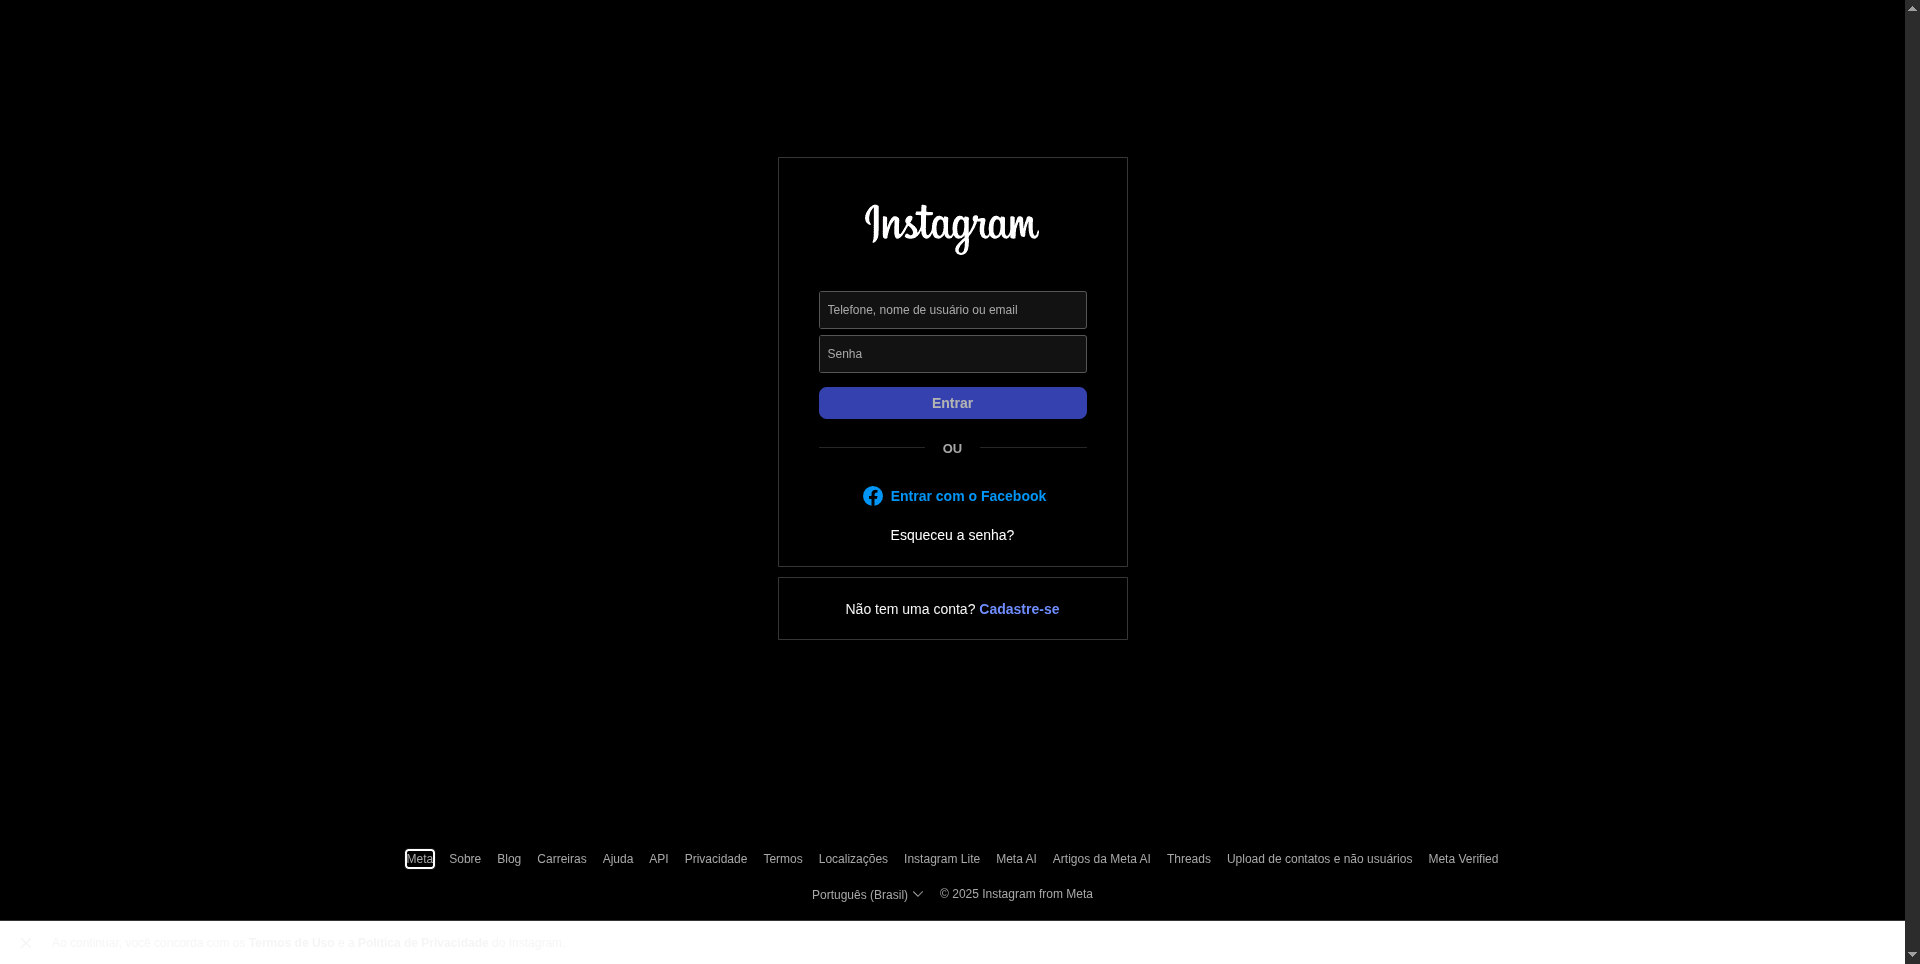 Instagram
Telefone, nome de usuário ou email
Senha
Entrar
OU
Entrar com o Facebook
Esqueceu a senha?
Não tem uma conta? Cadastre-se
Meta Sobre Blog Carreiras Ajuda API Privacidade Termos Localizações Instagram Lite Meta AI Artigos da Meta AI Threads Upload de contatos e não usuários Meta Verified
Português (Brasil) © 2025 Instagram from Meta
Ao continuar, você concorda com os Termos de Uso e a Política de Privacidade do Instagram.